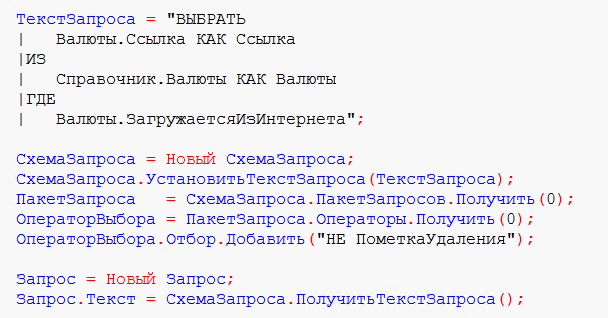 ТекстЗапроса = "ВЫБРАТЬ
|   Валюты.Ссылка КАК Ссылка
|ИЗ
|   Справочник.Валюты КАК Валюты
|ГДЕ
|   Валюты.ЗагружаетсяИзИнтернета";
СхемаЗапроса = Новый СхемаЗапроса;
СхемаЗапроса.УстановитьТекстЗапроса(ТекстЗапроса);
ПакетЗапроса   = СхемаЗапроса.ПакетЗапросов.Получить(0);
ОператорВыбора = ПакетЗапроса.Операторы.Получить(0);
ОператорВыбора.Отбор.Добавить("НЕ ПометкаУдаления");
Запрос = Новый Запрос;
Запрос.Текст = СхемаЗапроса.ПолучитьТекстЗапроса();